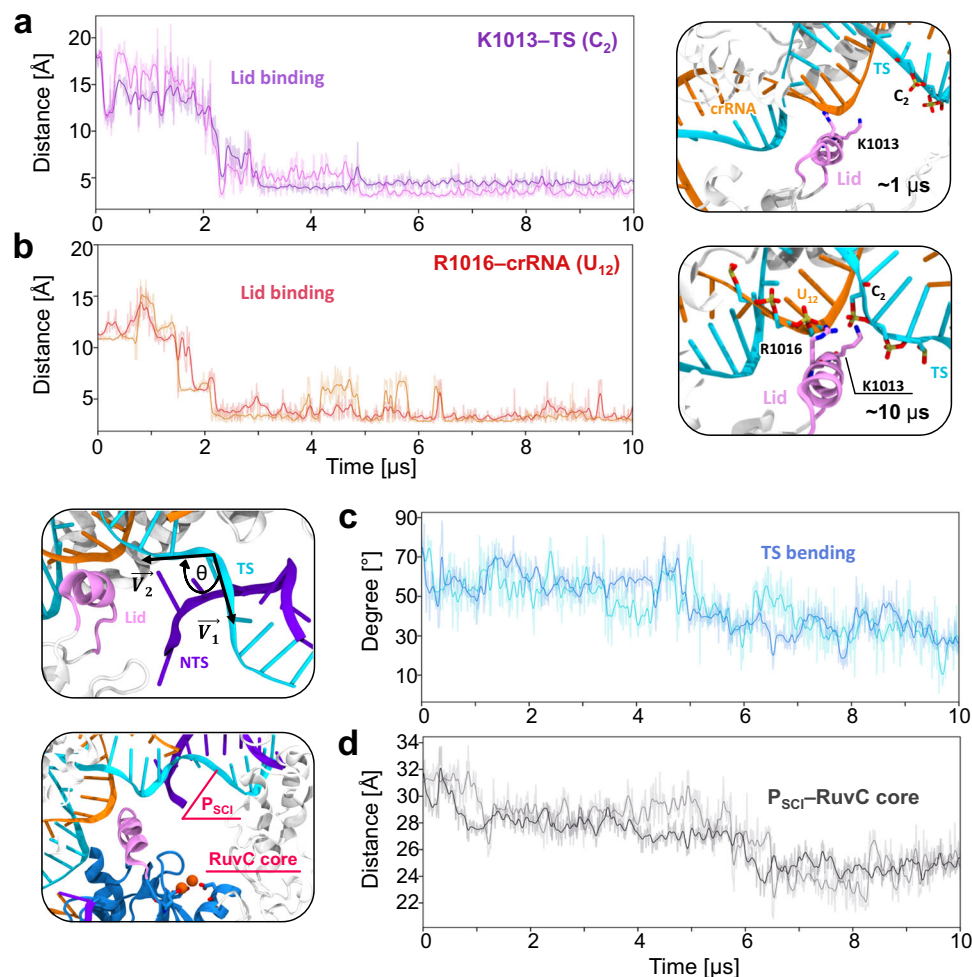 a
K1013–TS (C₂)
Lid binding
Distance [Å]
20
15
10
5
0 2 4 6 8 10
TS
C₂
crRNA
K1013
Lid
~1 µs
b
R1016–crRNA (U₁₂)
Lid binding
Distance [Å]
20
15
10
5
0 2 4 6 8 10
Time [µs]
C₂
U₁₂
R1016
K1013
TS
Lid
~10 µs
θ
TS
V₂
Lid
V₁
NTS
c
TS bending
Degree [°]
90
70
50
30
10
0 2 4 6 8 10
P_SCI
RuvC core
d
P_SCI–RuvC core
Distance [Å]
34
32
30
28
26
24
22
0 2 4 6 8 10
Time [µs]